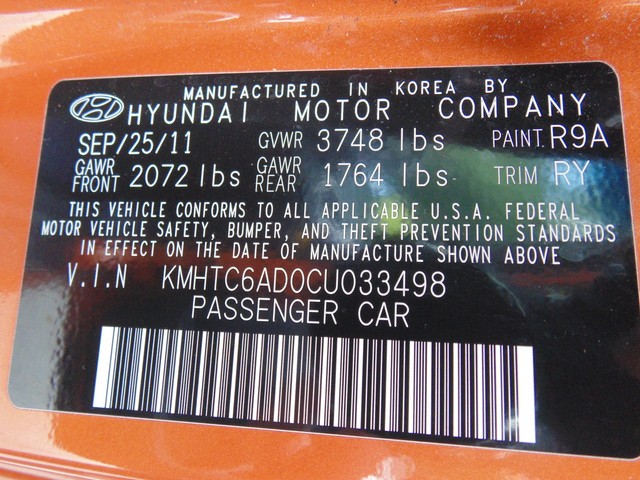 MANUFACTURED IN KOREA BY
HYUNDAI MOTOR COMPANY
SEP/25/11 GVWR 3748 lbs PAINT R9A
GAWR FRONT 2072 lbs GAWR REAR 1764 lbs TRIM RY
THIS VEHICLE CONFORMS TO ALL APPLICABLE U.S.A. FEDERAL
MOTOR VEHICLE SAFETY, BUMPER, AND THEFT PREVENTION STANDARDS
IN EFFECT ON THE DATE OF MANUFACTURE SHOWN ABOVE
V.I.N KMHTC6AD0CU033498
PASSENGER CAR